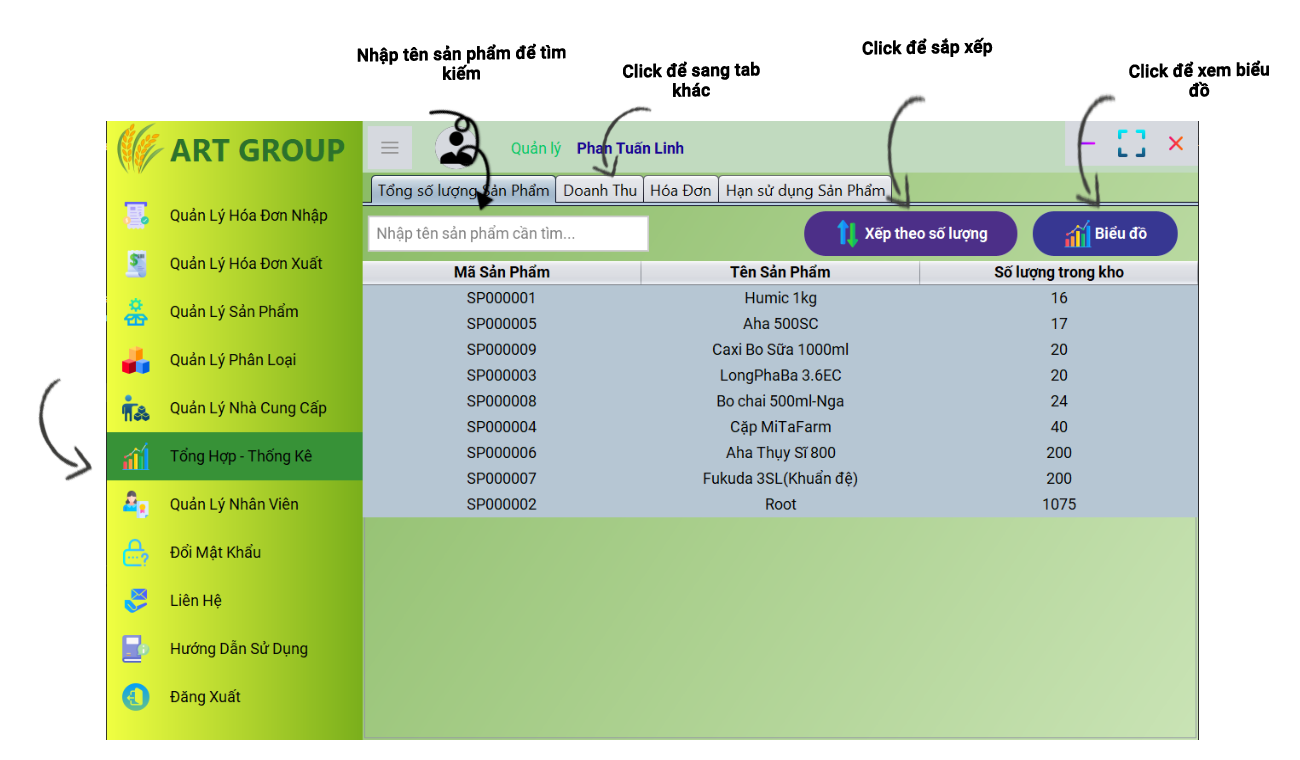 Nhập tên sản phẩm để tìm
kiếm
Click để sang tab
khác
Click để sắp xếp
Click để xem biểu
đồ
ART GROUP
Quản lý Phan Tuấn Linh
Tổng số lượng Sản Phẩm Doanh Thu Hóa Đơn Hạn sử dụng Sản Phẩm
Nhập tên sản phẩm cần tìm... Xếp theo số lượng Biểu đồ
Mã Sản Phẩm Tên Sản Phẩm Số lượng trong kho
SP000001 Humic 1kg 16
SP000005 Aha 500SC 17
SP000009 Caxi Bo Sữa 1000ml 20
SP000003 LongPhaBa 3.6EC 20
SP000008 Bo chai 500ml-Nga 24
SP000004 Cặp MiTaFarm 40
SP000006 Aha Thụy Sĩ 800 200
SP000007 Fukuda 3SL(Khuẩn đệ) 200
SP000002 Root 1075
Quản Lý Hóa Đơn Nhập
Quản Lý Hóa Đơn Xuất
Quản Lý Sản Phẩm
Quản Lý Phân Loại
Quản Lý Nhà Cung Cấp
Tổng Hợp - Thống Kê
Quản Lý Nhân Viên
Đổi Mật Khẩu
Liên Hệ
Hướng Dẫn Sử Dụng
Đăng Xuất